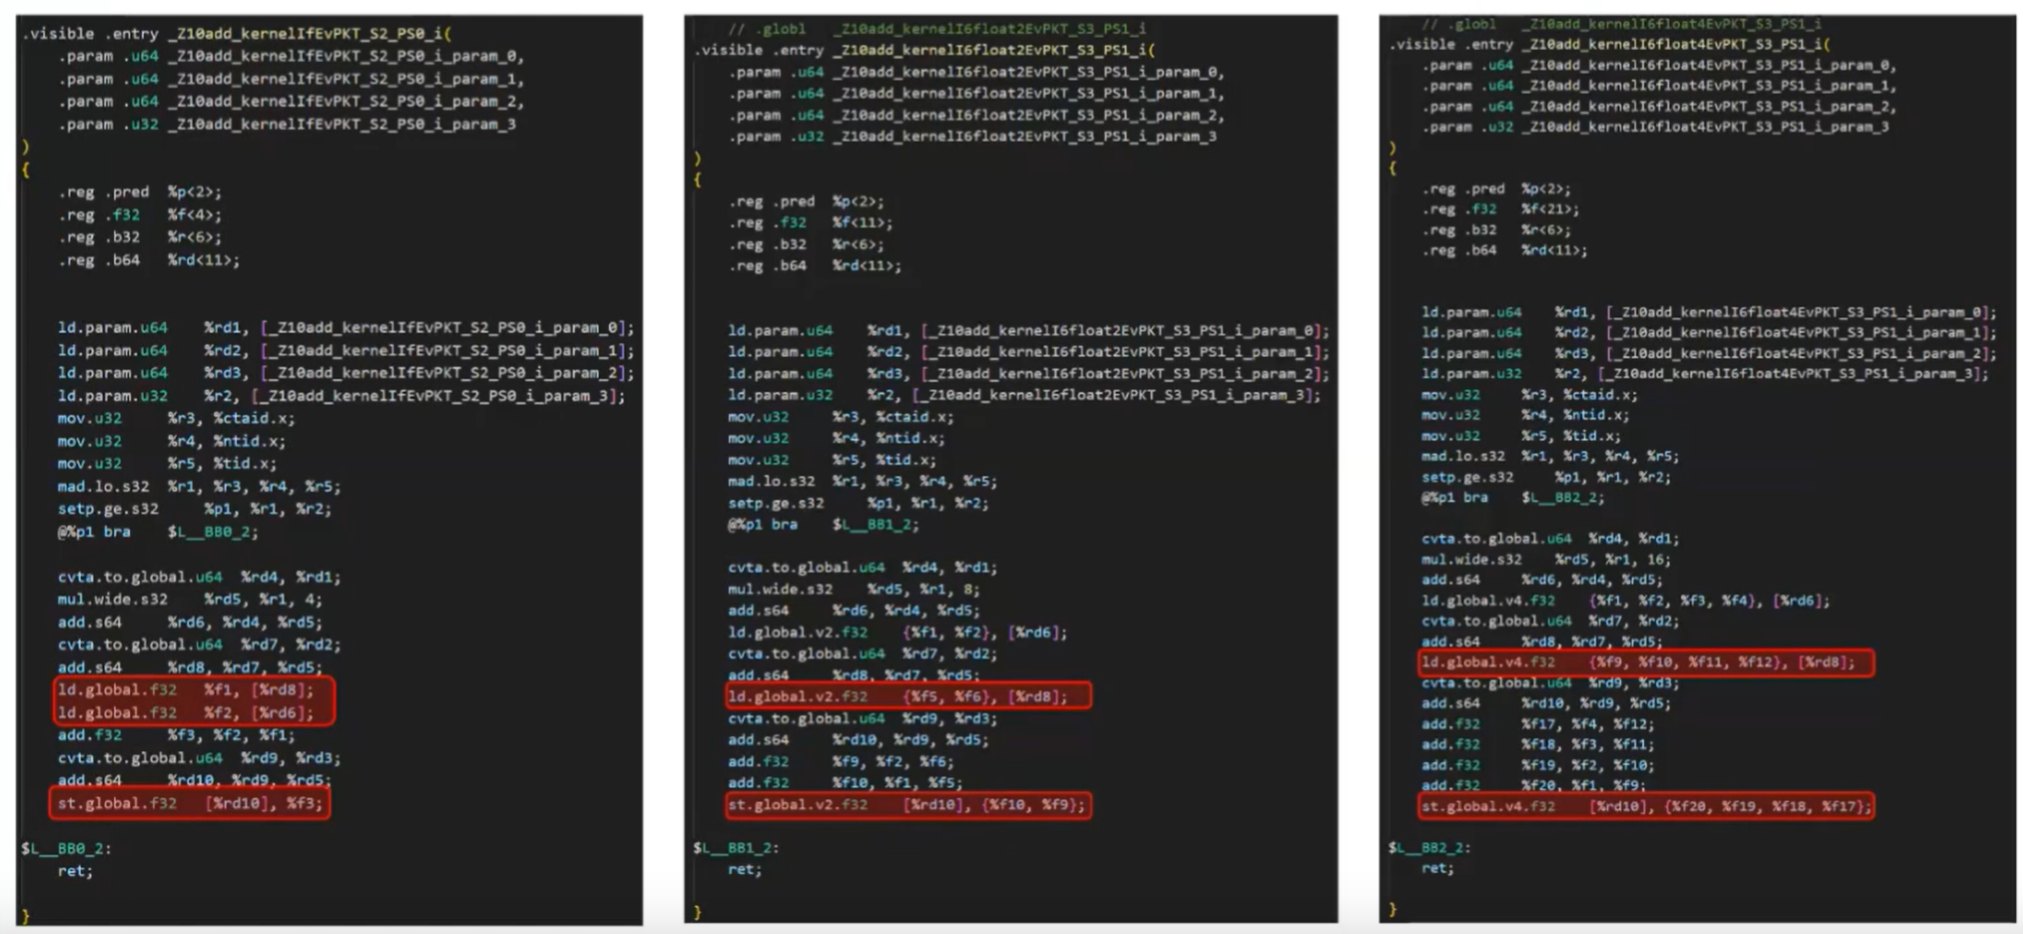 .visible .entry _Z10add_kernelIfEvPKT_S2_PS0_i(
.param .u64 _Z10add_kernelIfEvPKT_S2_PS0_i_param_0,
.param .u64 _Z10add_kernelIfEvPKT_S2_PS0_i_param_1,
.param .u64 _Z10add_kernelIfEvPKT_S2_PS0_i_param_2,
.param .u32 _Z10add_kernelIfEvPKT_S2_PS0_i_param_3
)
{
.reg .pred %p<2>;
.reg .f32 %f<4>;
.reg .b32 %r<6>;
.reg .b64 %rd<11>;
ld.param.u64 %rd1, [_Z10add_kernelIfEvPKT_S2_PS0_i_param_0];
ld.param.u64 %rd2, [_Z10add_kernelIfEvPKT_S2_PS0_i_param_1];
ld.param.u64 %rd3, [_Z10add_kernelIfEvPKT_S2_PS0_i_param_2];
ld.param.u32 %r2, [_Z10add_kernelIfEvPKT_S2_PS0_i_param_3];
mov.u32 %r3, %ctaid.x;
mov.u32 %r4, %ntid.x;
mov.u32 %r5, %tid.x;
mad.lo.s32 %r1, %r3, %r4, %r5;
setp.ge.s32 %p1, %r1, %r2;
@%p1 bra $L__BB0_2;
cvta.to.global.u64 %rd4, %rd1;
mul.wide.s32 %rd5, %r1, 4;
add.s64 %rd6, %rd4, %rd5;
cvta.to.global.u64 %rd7, %rd2;
add.s64 %rd8, %rd7, %rd5;
ld.global.f32 %f1, [%rd8];
ld.global.f32 %f2, [%rd6];
add.f32 %f3, %f2, %f1;
cvta.to.global.u64 %rd9, %rd3;
add.s64 %rd10, %rd9, %rd5;
st.global.f32 [%rd10], %f3;
$L__BB0_2:
ret;
}
// .globl _Z10add_kernelI6float2EvPKT_S3_PS1_i
.visible .entry _Z10add_kernelI6float2EvPKT_S3_PS1_i(
.param .u64 _Z10add_kernelI6float2EvPKT_S3_PS1_i_param_0,
.param .u64 _Z10add_kernelI6float2EvPKT_S3_PS1_i_param_1,
.param .u64 _Z10add_kernelI6float2EvPKT_S3_PS1_i_param_2,
.param .u32 _Z10add_kernelI6float2EvPKT_S3_PS1_i_param_3
)
{
.reg .pred %p<2>;
.reg .f32 %f<11>;
.reg .b32 %r<6>;
.reg .b64 %rd<11>;
ld.param.u64 %rd1, [_Z10add_kernelI6float2EvPKT_S3_PS1_i_param_0];
ld.param.u64 %rd2, [_Z10add_kernelI6float2EvPKT_S3_PS1_i_param_1];
ld.param.u64 %rd3, [_Z10add_kernelI6float2EvPKT_S3_PS1_i_param_2];
ld.param.u32 %r2, [_Z10add_kernelI6float2EvPKT_S3_PS1_i_param_3];
mov.u32 %r3, %ctaid.x;
mov.u32 %r4, %ntid.x;
mov.u32 %r5, %tid.x;
mad.lo.s32 %r1, %r3, %r4, %r5;
setp.ge.s32 %p1, %r1, %r2;
@%p1 bra $L__BB1_2;
cvta.to.global.u64 %rd4, %rd1;
mul.wide.s32 %rd5, %r1, 8;
add.s64 %rd6, %rd4, %rd5;
ld.global.v2.f32 {%f1, %f2}, [%rd6];
cvta.to.global.u64 %rd7, %rd2;
add.s64 %rd8, %rd7, %rd5;
ld.global.v2.f32 {%f5, %f6}, [%rd8];
cvta.to.global.u64 %rd9, %rd3;
add.s64 %rd10, %rd9, %rd5;
add.f32 %f9, %f2, %f6;
add.f32 %f10, %f1, %f5;
st.global.v2.f32 [%rd10], {%f10, %f9};
$L__BB1_2:
ret;
}
// .globl _Z10add_kernelI6float4EvPKT_S3_PS1_i
.visible .entry _Z10add_kernelI6float4EvPKT_S3_PS1_i(
.param .u64 _Z10add_kernelI6float4EvPKT_S3_PS1_i_param_0,
.param .u64 _Z10add_kernelI6float4EvPKT_S3_PS1_i_param_1,
.param .u64 _Z10add_kernelI6float4EvPKT_S3_PS1_i_param_2,
.param .u32 _Z10add_kernelI6float4EvPKT_S3_PS1_i_param_3
)
{
.reg .pred %p<2>;
.reg .f32 %f<21>;
.reg .b32 %r<6>;
.reg .b64 %rd<11>;
ld.param.u64 %rd1, [_Z10add_kernelI6float4EvPKT_S3_PS1_i_param_0];
ld.param.u64 %rd2, [_Z10add_kernelI6float4EvPKT_S3_PS1_i_param_1];
ld.param.u64 %rd3, [_Z10add_kernelI6float4EvPKT_S3_PS1_i_param_2];
ld.param.u32 %r2, [_Z10add_kernelI6float4EvPKT_S3_PS1_i_param_3];
mov.u32 %r3, %ctaid.x;
mov.u32 %r4, %ntid.x;
mov.u32 %r5, %tid.x;
mad.lo.s32 %r1, %r3, %r4, %r5;
setp.ge.s32 %p1, %r1, %r2;
@%p1 bra $L__BB2_2;
cvta.to.global.u64 %rd4, %rd1;
mul.wide.s32 %rd5, %r1, 16;
add.s64 %rd6, %rd4, %rd5;
ld.global.v4.f32 {%f1, %f2, %f3, %f4}, [%rd6];
cvta.to.global.u64 %rd7, %rd2;
add.s64 %rd8, %rd7, %rd5;
ld.global.v4.f32 {%f9, %f10, %f11, %f12}, [%rd8];
cvta.to.global.u64 %rd9, %rd3;
add.s64 %rd10, %rd9, %rd5;
add.f32 %f17, %f4, %f12;
add.f32 %f18, %f3, %f11;
add.f32 %f19, %f2, %f10;
add.f32 %f20, %f1, %f9;
st.global.v4.f32 [%rd10], {%f20, %f19, %f18, %f17};
$L__BB2_2:
ret;
}